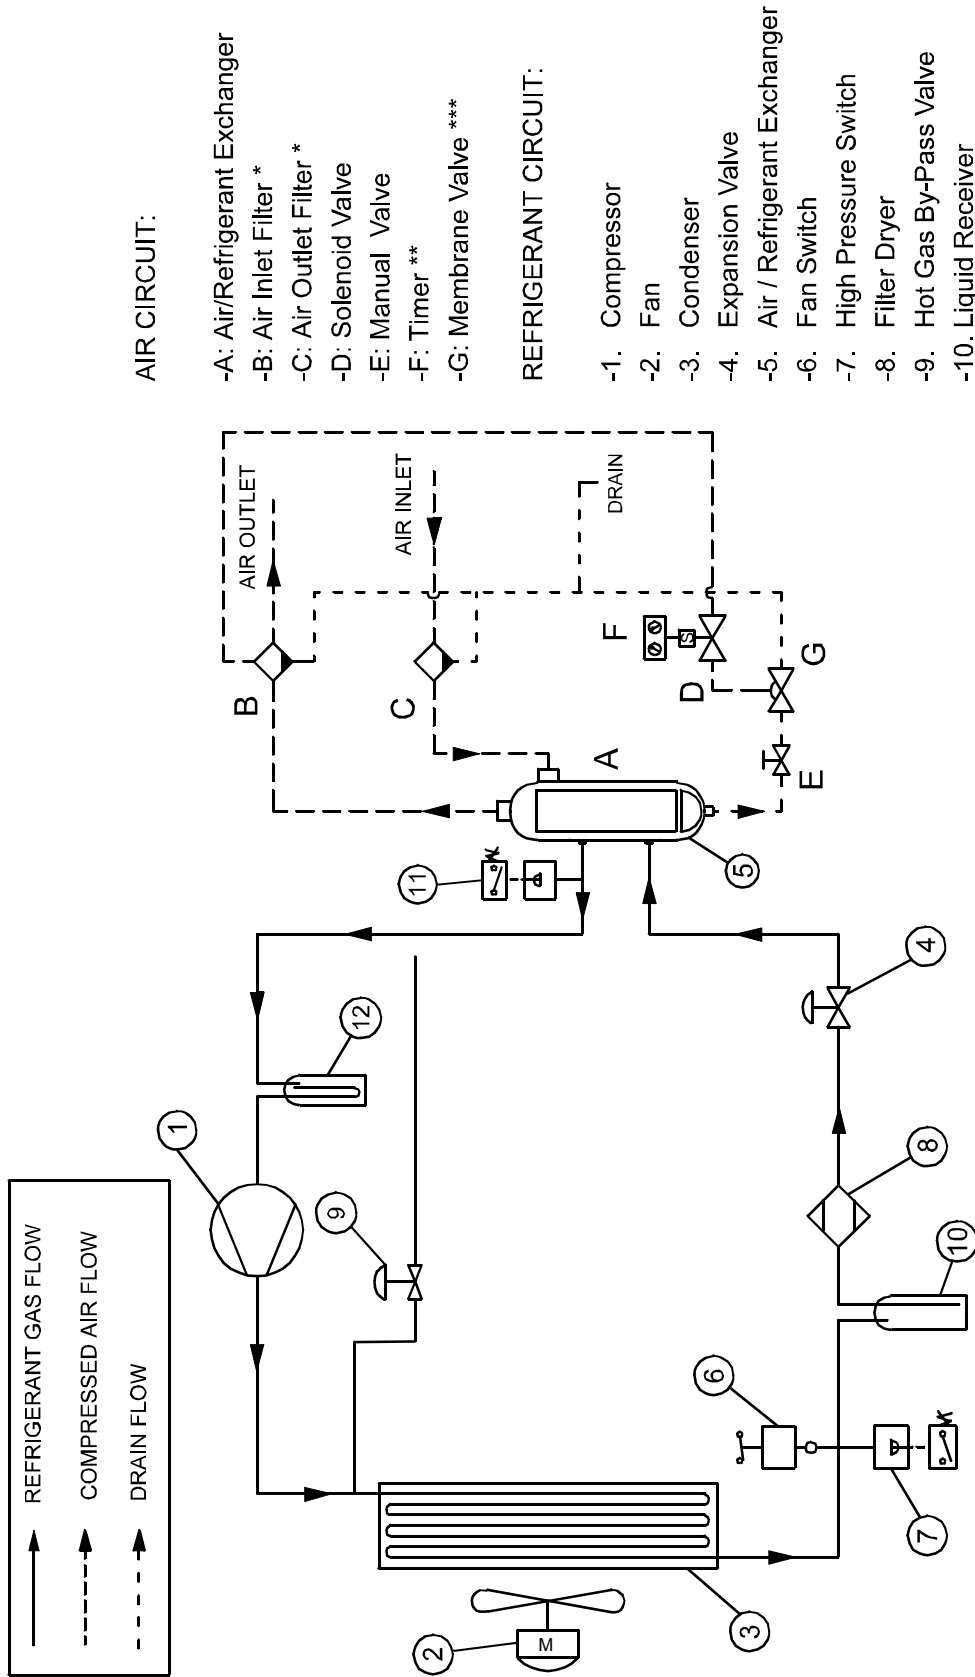 REFRIGERANT GAS FLOW
COMPRESSED AIR FLOW
DRAIN FLOW
AIR CIRCUIT:
-A: Air/Refrigerant Exchanger
-B: Air Inlet Filter *
-C: Air Outlet Filter *
-D: Solenoid Valve
-E: Manual Valve
-F: Timer **
-G: Membrane Valve ***
REFRIGERANT CIRCUIT:
-1. Compressor
-2. Fan
-3. Condenser
-4. Expansion Valve
-5. Air / Refrigerant Exchanger
-6. Fan Switch
-7. High Pressure Switch
-8. Filter Dryer
-9. Hot Gas By-Pass Valve
-10. Liquid Receiver
AIR OUTLET
AIR INLET
DRAIN
B
C
A
F
S
D
G
E
1
12
9
11
5
4
8
10
6
7
3
2
M